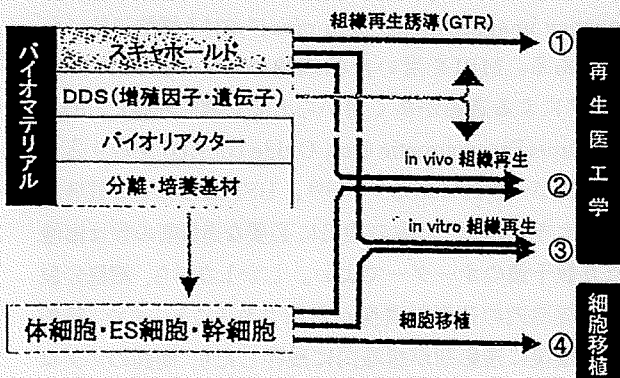 バイオマテリアル
スキャホールド
DDS(増殖因子・遺伝子)
バイオリアクター
分離・培養基材
体細胞・ES細胞・幹細胞
組織再生誘導(GTR)
①
in vivo 組織再生
②
in vitro 組織再生
③
細胞移植
④
再生医工学
細胞移植